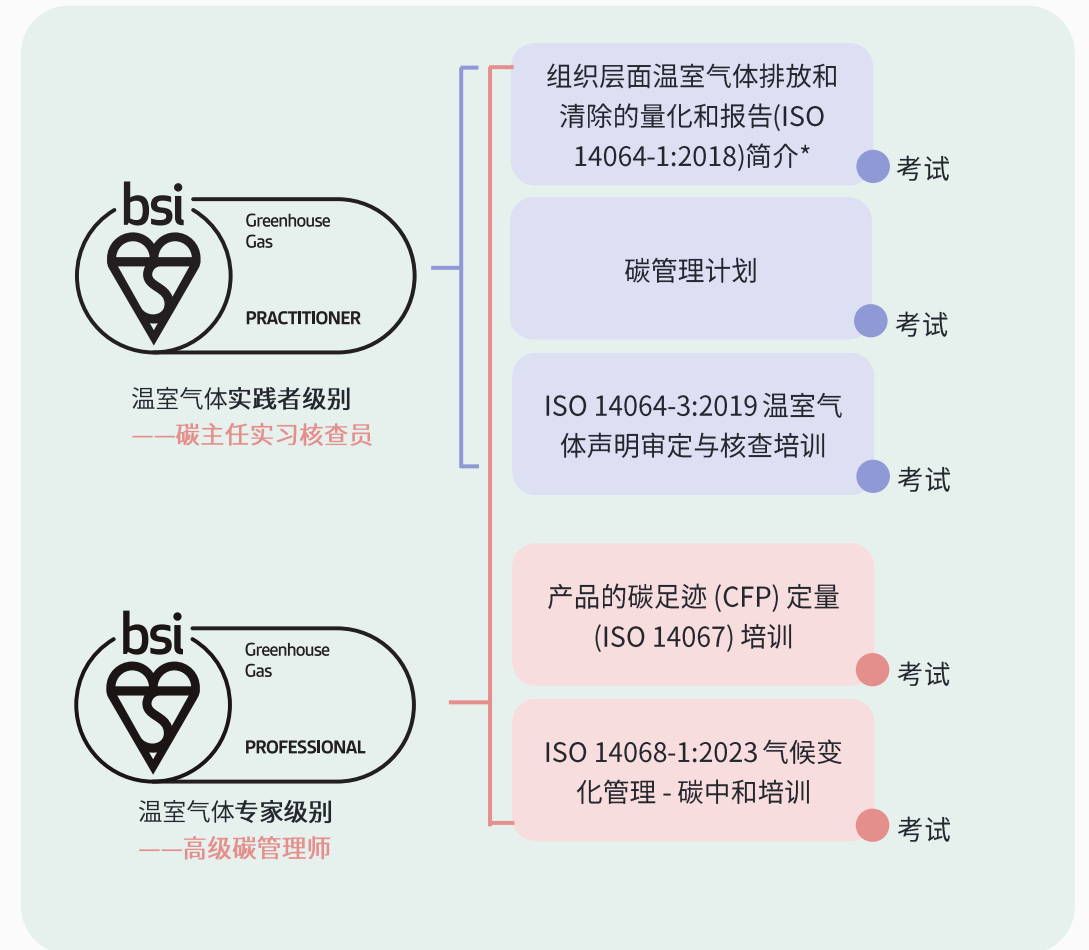 bsi
Greenhouse
Gas
PRACTITIONER
温室气体实践者级别
——碳主任实习核查员
组织层面温室气体排放和
清除的量化和报告(ISO
14064-1:2018)简介*
考试
碳管理计划
考试
ISO 14064-3:2019 温室气
体声明审定与核查培训
考试
bsi
Greenhouse
Gas
PROFESSIONAL
温室气体专家级别
——高级碳管理师
产品的碳足迹 (CFP) 定量
(ISO 14067) 培训
考试
ISO 14068-1:2023 气候变
化管理 - 碳中和培训
考试